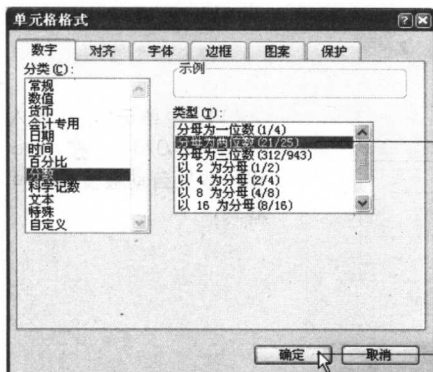 单元格格式
数字 对齐 字体 边框 图案 保护
分类(C):
常规
数值
货币
会计专用
日期
时间
百分比
分数
科学记数
文本
特殊
自定义
示例
类型(T):
分母为一位数(1/4)
分母为两位数(21/25)
分母为三位数(312/943)
以 2 为分母(1/2)
以 4 为分母(2/4)
以 8 为分母(4/8)
以 16 为分母(8/16)
确定 取消